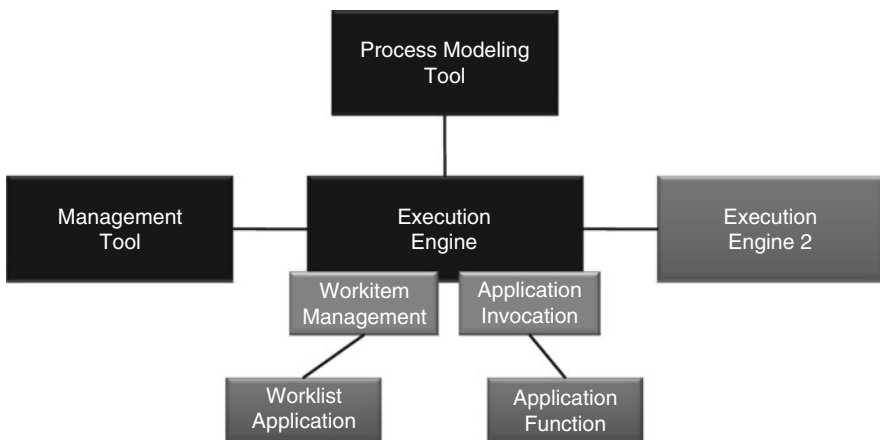 Process Modeling
Tool
Management
Tool
Execution
Engine
Execution
Engine 2
Workitem
Management
Application
Invocation
Worklist
Application
Application
Function